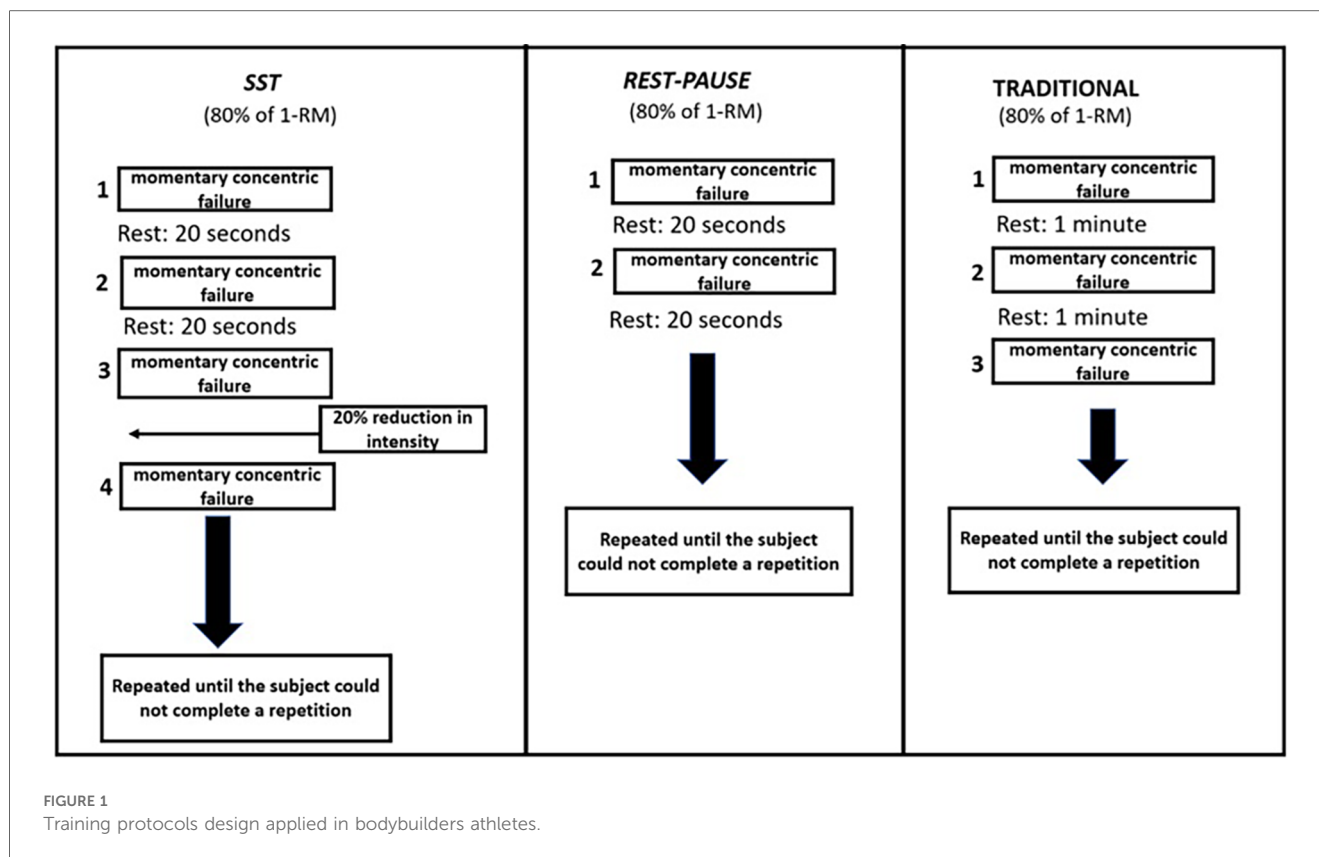 SST
(80% of 1-RM)
1
momentary concentric
failure
Rest: 20 seconds
2
momentary concentric
failure
Rest: 20 seconds
3
momentary concentric
failure
20% reduction in
intensity
4
momentary concentric
failure
Repeated until the subject could
not complete a repetition
REST-PAUSE
(80% of 1-RM)
1
momentary concentric
failure
Rest: 20 seconds
2
momentary concentric
failure
Rest: 20 seconds
Repeated until the subject
could not complete a repetition
TRADITIONAL
(80% of 1-RM)
1
momentary concentric
failure
Rest: 1 minute
2
momentary concentric
failure
Rest: 1 minute
3
momentary concentric
failure
Repeated until the subject could
not complete a repetition
FIGURE 1
Training protocols design applied in bodybuilders athletes.